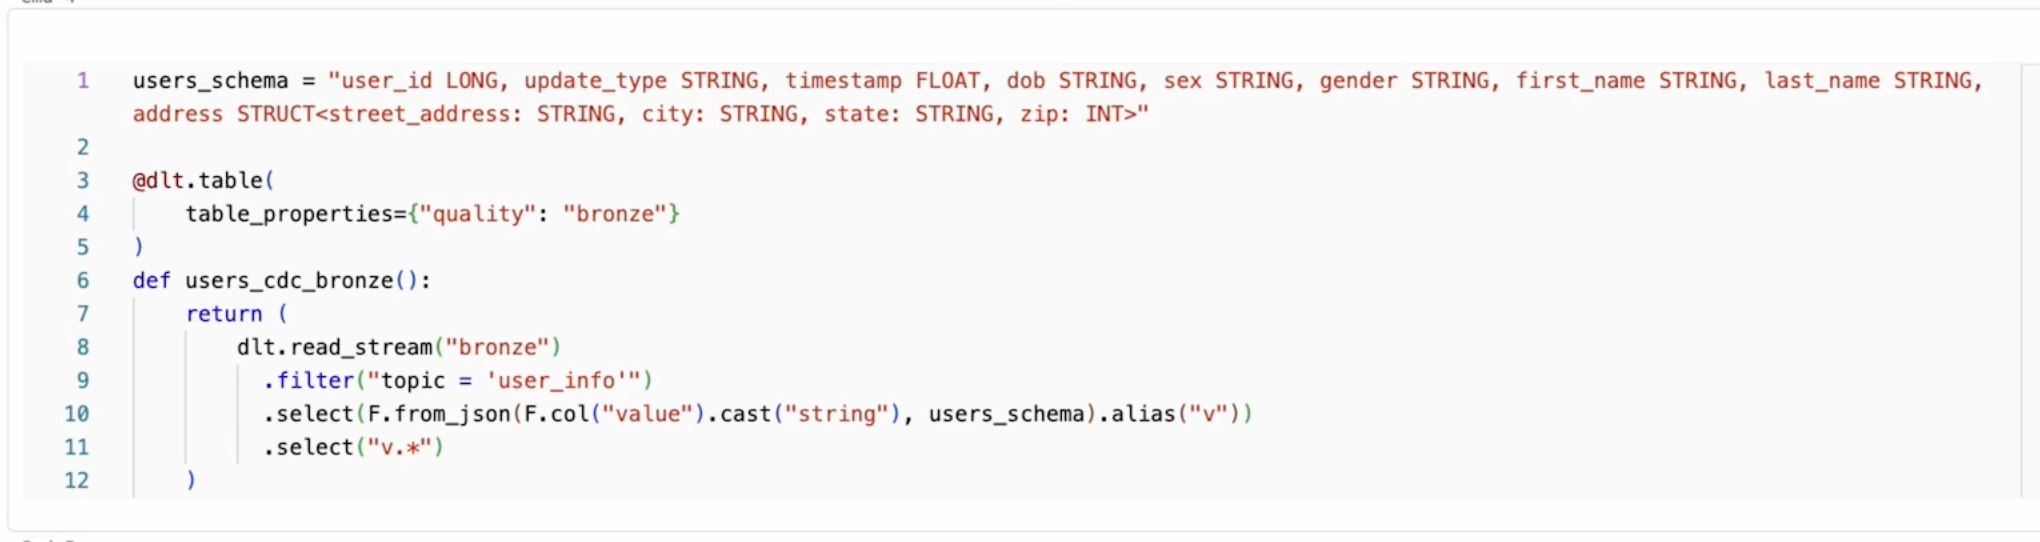 1 users_schema = "user_id LONG, update_type STRING, timestamp FLOAT, dob STRING, sex STRING, gender STRING, first_name STRING, last_name STRING,
address STRUCT<street_address: STRING, city: STRING, state: STRING, zip: INT>"
2
3 @dlt.table(
4     table_properties={"quality": "bronze"}
5 )
6 def users_cdc_bronze():
7     return (
8         dlt.read_stream("bronze")
9           .filter("topic = 'user_info'")
10           .select(F.from_json(F.col("value").cast("string"), users_schema).alias("v"))
11           .select("v.*")
12     )